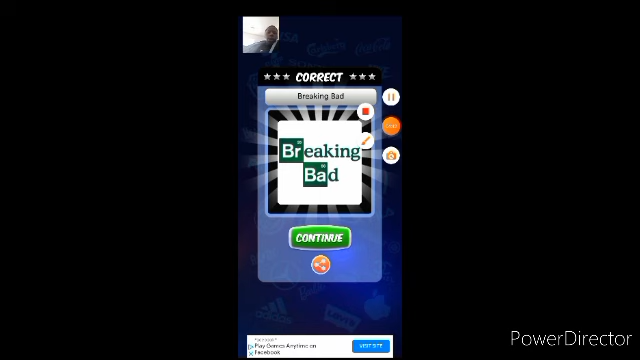 ★★★ CORRECT ★★★
Breaking Bad
Breaking
Bad
CONTINUE
Play Games Anytime on
Facebook
VISIT SITE
PowerDirector